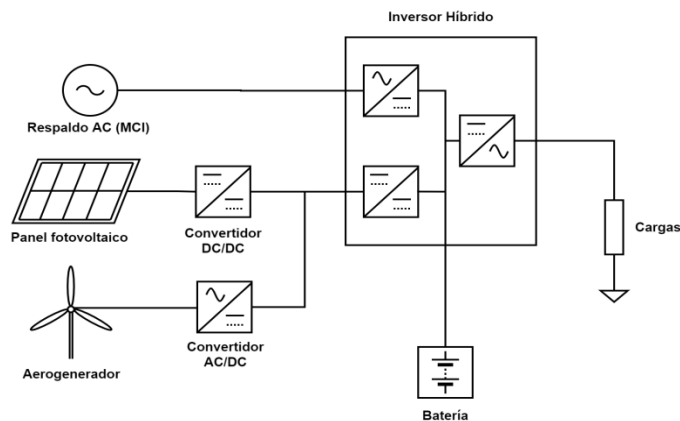 Inversor Híbrido
Respaldo AC (MCI)
Panel fotovoltaico
Convertidor
DC/DC
Cargas
Aerogenerador
Convertidor
AC/DC
Batería